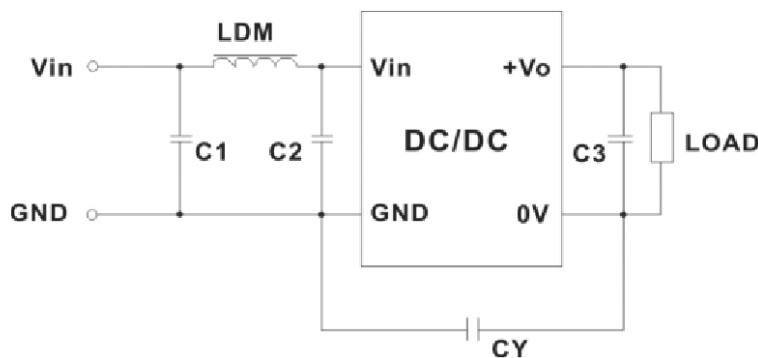 LDM
Vin
Vin
+Vo
C1
C2
DC/DC
C3
LOAD
GND
GND
0V
CY